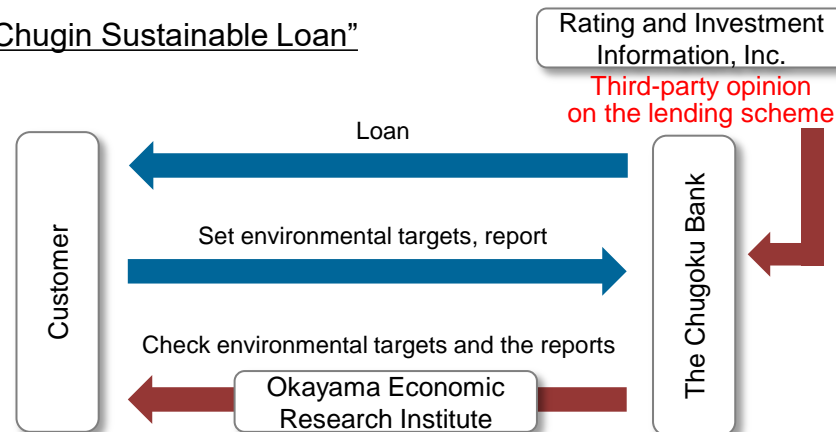 Chugin Sustainable Loan”
Rating and Investment
Information, Inc.
Third-party opinion
on the lending scheme
Loan
Customer
Set environmental targets, report
The Chugoku Bank
Check environmental targets and the reports
Okayama Economic
Research Institute